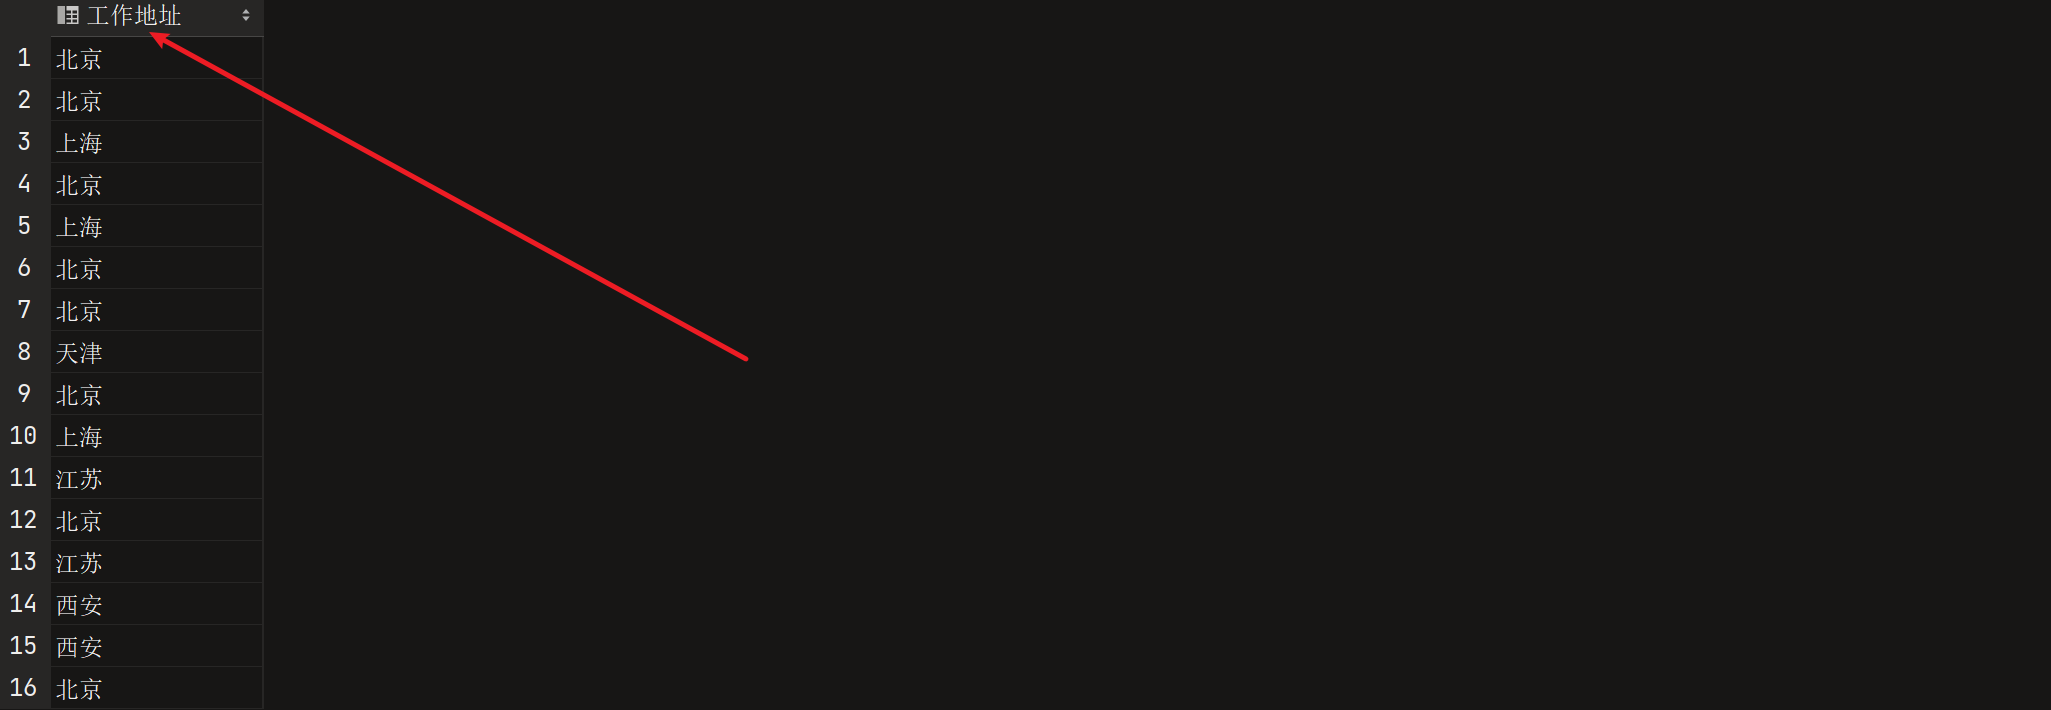 工作地址
1 北京
2 北京
3 上海
4 北京
5 上海
6 北京
7 北京
8 天津
9 北京
10 上海
11 江苏
12 北京
13 江苏
14 西安
15 西安
16 北京